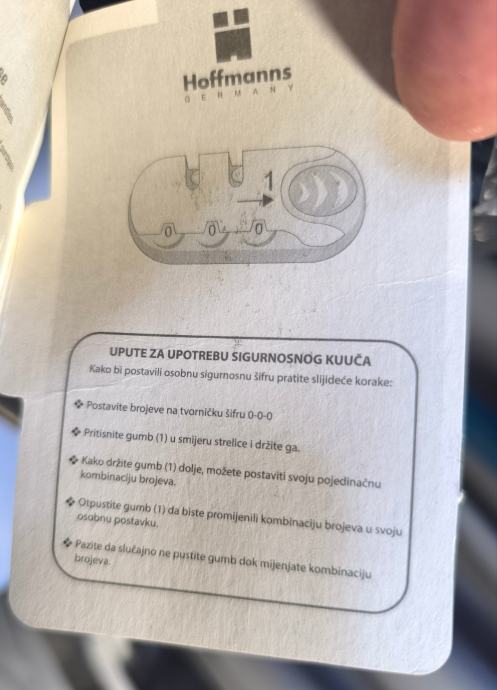 Hoffmanns
GERMANY
1
0 0 0
UPUTE ZA UPOTREBU SIGURNOSNOG KUUČA
Kako bi postavili osobnu sigurnosnu šifru pratite slijideće korake:
❖ Postavite brojeve na tvorničku šifru 0-0-0
❖ Pritisnite gumb (1) u smijeru strelice i držite ga.
❖ Kako držite gumb (1) dolje, možete postaviti svoju pojedinačnu
kombinaciju brojeva.
❖ Otpustite gumb (1) da biste promijenili kombinaciju brojeva u svoju
osobnu postavku.
❖ Pazite da slučajno ne pustite gumb dok mijenjate kombinaciju
brojeva.